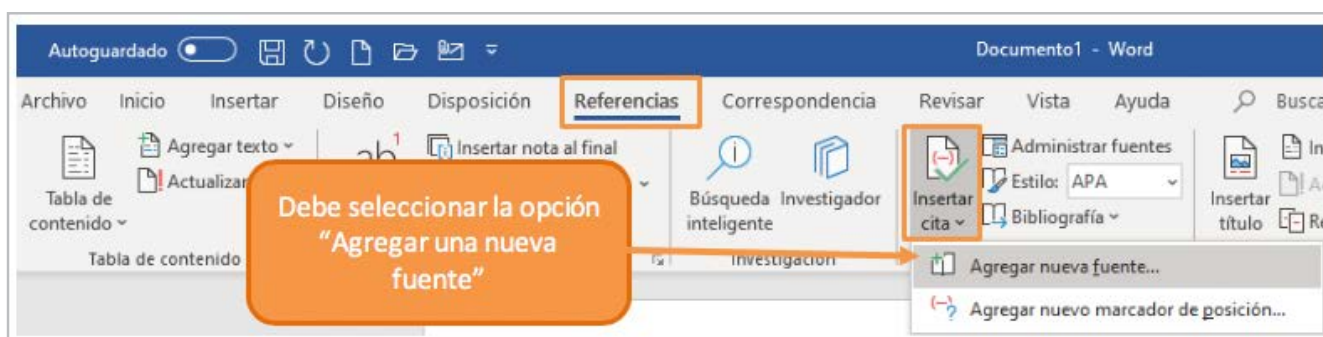 Autoguardado
Documento1 - Word
Archivo Inicio Insertar Diseño Disposición Referencias Correspondencia Revisar Vista Ayuda
Agregar texto
Insertar nota al final
Administrar fuentes
Estilo: APA
Bibliografía
Tabla de
contenido
Debe seleccionar la opción
“Agregar una nueva
fuente”
Búsqueda
inteligente
Investigador
Insertar
cita
Insertar
título
Tabla de contenido
Investigación
Agregar nueva fuente...
Agregar nuevo marcador de posición...